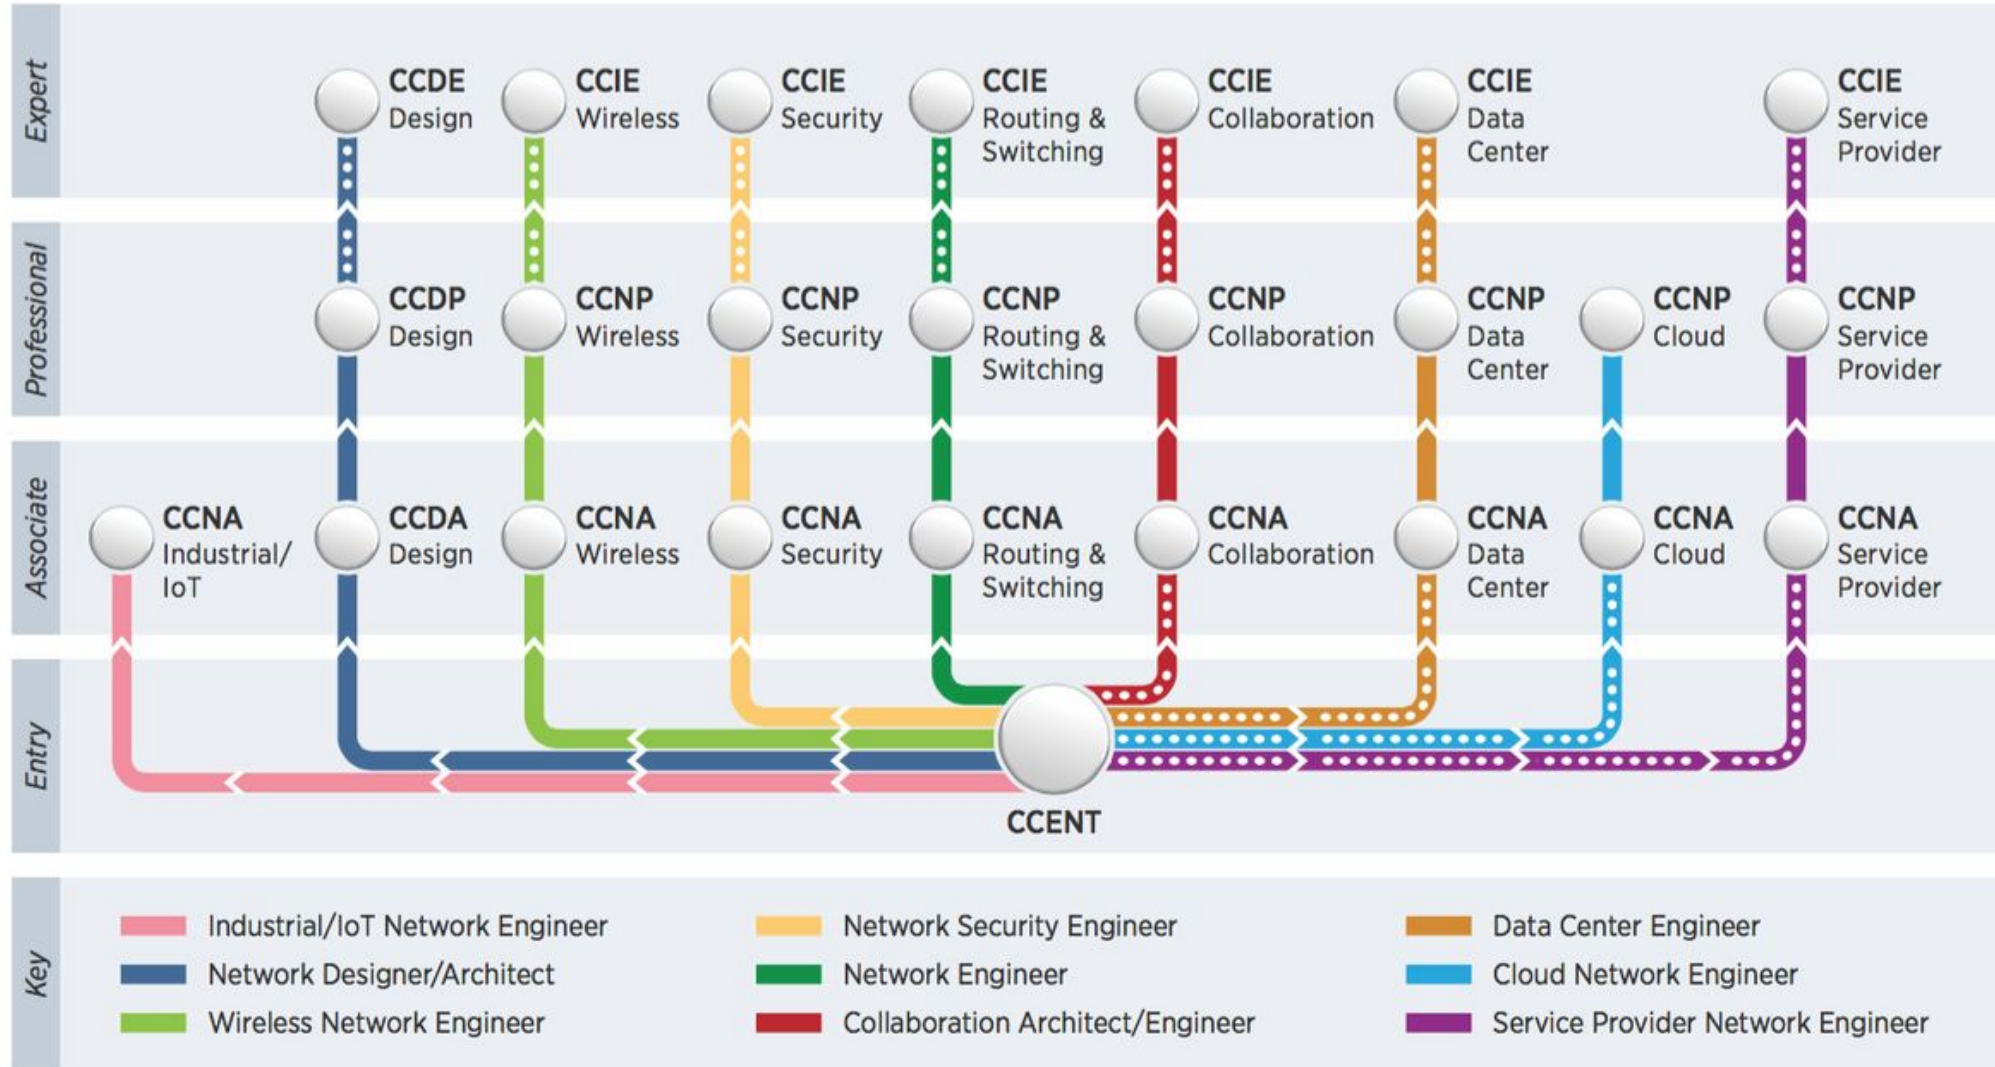 Expert
CCDE
Design
CCIE
Wireless
CCIE
Security
CCIE
Routing &
Switching
CCIE
Collaboration
CCIE
Data
Center
CCIE
Service
Provider
Professional
CCDP
Design
CCNP
Wireless
CCNP
Security
CCNP
Routing &
Switching
CCNP
Collaboration
CCNP
Data
Center
CCNP
Cloud
CCNP
Service
Provider
Associate
CCNA
Industrial/
IoT
CCDA
Design
CCNA
Wireless
CCNA
Security
CCNA
Routing &
Switching
CCNA
Collaboration
CCNA
Data
Center
CCNA
Cloud
CCNA
Service
Provider
Entry
CCENT
Key
Industrial/IoT Network Engineer
Network Designer/Architect
Wireless Network Engineer
Network Security Engineer
Network Engineer
Collaboration Architect/Engineer
Data Center Engineer
Cloud Network Engineer
Service Provider Network Engineer